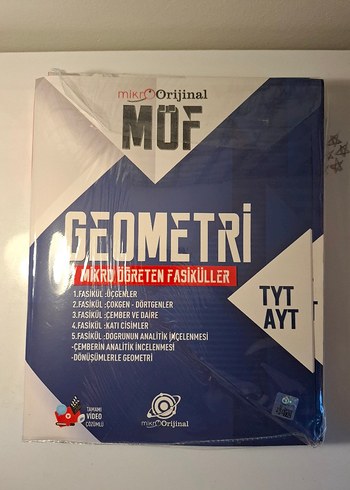 mikro Orijinal
MÖF
GEOMETRİ
MİKRO ÖĞRETEN FASİKÜLLER
1.FASİKÜL :ÜÇGENLER
2.FASİKÜL :ÇOKGEN - DÖRTGENLER
3.FASİKÜL :ÇEMBER VE DAİRE
4.FASİKÜL :KATI CİSİMLER
5.FASİKÜL :DOGRUNUN ANALİTİK İNÇELENMESİ
-ÇEMBERİN ANALİTİK İNCELENMESİ
-DÖNÜŞÜMLERLE GEOMETRİ
TYT
AYT
TAMAMI
VİDEO
ÇÖZÜMLÜ
mikro Orijinal